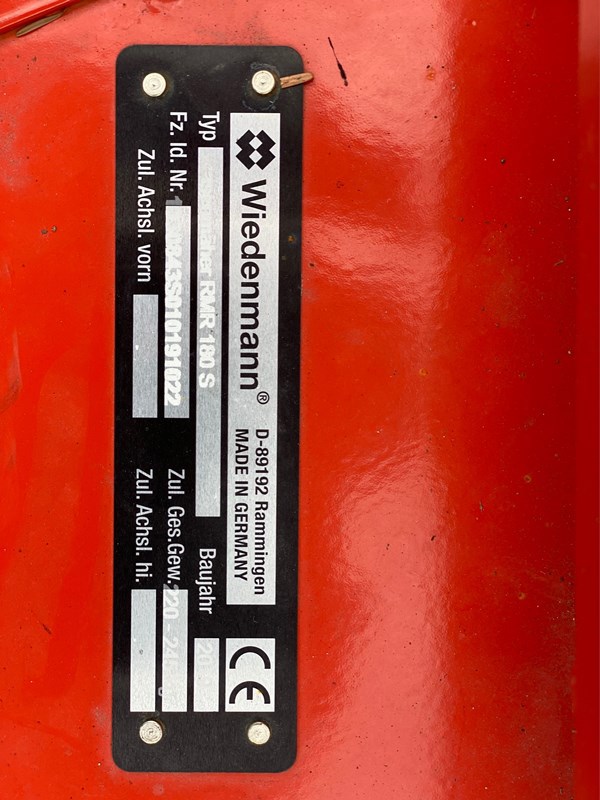 Wiedenmann® D-89192 Rammingen
MADE IN GERMANY
CE
Typ RMR 180 S Baujahr
Fz. Id. Nr. Zul. Ges.Gew.
Zul. Achsl. vorn Zul. Achsl. hi.